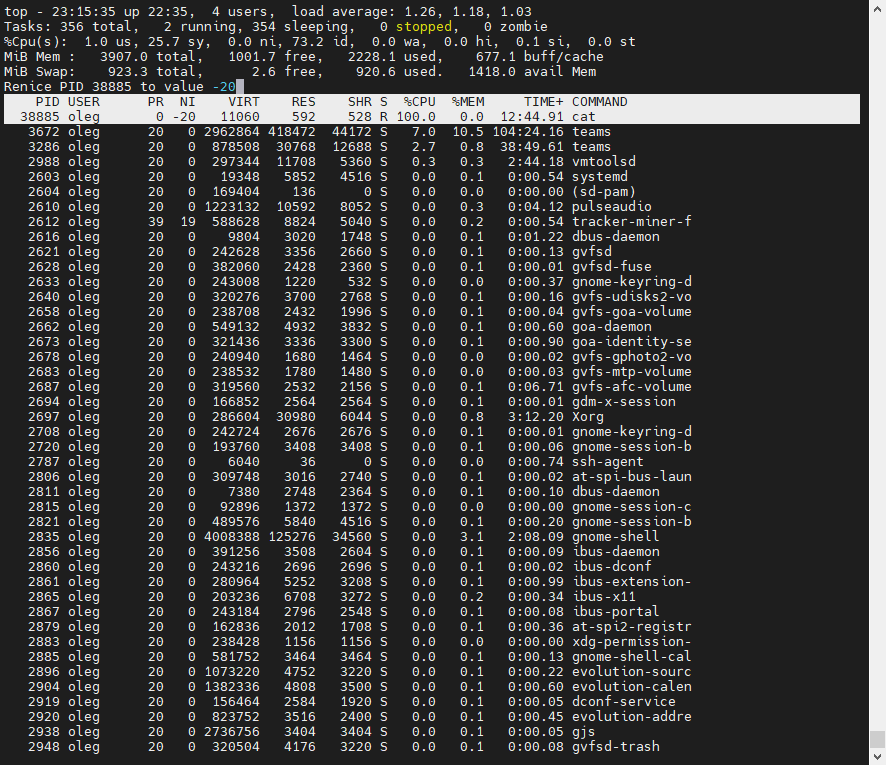 top - 23:15:35 up 22:35,  4 users,  load average: 1.26, 1.18, 1.03
Tasks: 356 total,   2 running, 354 sleeping,   0 stopped,   0 zombie
%Cpu(s):  1.0 us, 25.7 sy,  0.0 ni, 73.2 id,  0.0 wa,  0.0 hi,  0.1 si,  0.0 st
MiB Mem :   3907.0 total,   1001.7 free,   2228.1 used,    677.1 buff/cache
MiB Swap:    923.3 total,      2.6 free,    920.6 used.   1418.0 avail Mem
Renice PID 38885 to value -20
PID USER PR NI VIRT RES SHR S %CPU %MEM TIME+ COMMAND
38885 oleg 0 -20 11060 592 528 R 100.0 0.0 12:44.91 cat
3672 oleg 20 0 2962864 418472 44172 S 7.0 10.5 104:24.16 teams
3286 oleg 20 0 878508 30768 12688 S 2.7 0.8 38:49.61 teams
2988 oleg 20 0 297344 11708 5360 S 0.3 0.3 2:44.18 vmtoolsd
2603 oleg 20 0 19348 5852 4516 S 0.0 0.1 0:00.54 systemd
2604 oleg 20 0 169404 136 0 S 0.0 0.0 0:00.00 (sd-pam)
2610 oleg 20 0 1223132 10592 8052 S 0.0 0.3 0:04.12 pulseaudio
2612 oleg 39 19 588628 8824 5040 S 0.0 0.2 0:00.54 tracker-miner-f
2616 oleg 20 0 9804 3020 1748 S 0.0 0.1 0:01.22 dbus-daemon
2621 oleg 20 0 242628 3356 2660 S 0.0 0.1 0:00.13 gvfsd
2628 oleg 20 0 382060 2428 2360 S 0.0 0.1 0:00.01 gvfsd-fuse
2633 oleg 20 0 243008 1220 532 S 0.0 0.0 0:00.37 gnome-keyring-d
2640 oleg 20 0 320276 3700 2768 S 0.0 0.1 0:00.16 gvfs-udisks2-vo
2658 oleg 20 0 238708 2432 1996 S 0.0 0.1 0:00.04 gvfs-goa-volume
2662 oleg 20 0 549132 4932 3832 S 0.0 0.1 0:00.60 goa-daemon
2673 oleg 20 0 321436 3336 3300 S 0.0 0.1 0:00.90 goa-identity-se
2678 oleg 20 0 240940 1680 1464 S 0.0 0.0 0:00.02 gvfs-gphoto2-vo
2683 oleg 20 0 238532 1780 1480 S 0.0 0.0 0:00.03 gvfs-mtp-volume
2687 oleg 20 0 319560 2532 2156 S 0.0 0.1 0:06.71 gvfs-afc-volume
2694 oleg 20 0 166852 2564 2564 S 0.0 0.1 0:00.01 gdm-x-session
2697 oleg 20 0 286604 30980 6044 S 0.0 0.8 3:12.20 Xorg
2708 oleg 20 0 242724 2676 2676 S 0.0 0.1 0:00.01 gnome-keyring-d
2720 oleg 20 0 193760 3408 3408 S 0.0 0.1 0:00.06 gnome-session-b
2787 oleg 20 0 6040 36 0 S 0.0 0.0 0:00.74 ssh-agent
2806 oleg 20 0 309748 3016 2740 S 0.0 0.1 0:00.02 at-spi-bus-laun
2811 oleg 20 0 7380 2748 2364 S 0.0 0.1 0:00.10 dbus-daemon
2815 oleg 20 0 92896 1372 1372 S 0.0 0.0 0:00.00 gnome-session-c
2821 oleg 20 0 489576 5840 4516 S 0.0 0.1 0:00.20 gnome-session-b
2835 oleg 20 0 4008388 125276 34560 S 0.0 3.1 2:08.09 gnome-shell
2856 oleg 20 0 391256 3508 2604 S 0.0 0.1 0:00.09 ibus-daemon
2860 oleg 20 0 243216 2696 2696 S 0.0 0.1 0:00.02 ibus-dconf
2861 oleg 20 0 280964 5252 3208 S 0.0 0.1 0:00.99 ibus-extension-
2865 oleg 20 0 203236 6708 3272 S 0.0 0.2 0:00.34 ibus-x11
2867 oleg 20 0 243184 2796 2548 S 0.0 0.1 0:00.08 ibus-portal
2879 oleg 20 0 162836 2012 1708 S 0.0 0.1 0:00.36 at-spi2-registr
2883 oleg 20 0 238428 1156 1156 S 0.0 0.0 0:00.00 xdg-permission-
2885 oleg 20 0 581752 3464 3464 S 0.0 0.1 0:00.13 gnome-shell-cal
2896 oleg 20 0 1073220 4752 3220 S 0.0 0.1 0:00.22 evolution-sourc
2904 oleg 20 0 1382336 4808 3500 S 0.0 0.1 0:00.60 evolution-calen
2919 oleg 20 0 156464 2584 1920 S 0.0 0.1 0:00.05 dconf-service
2920 oleg 20 0 823752 3516 2400 S 0.0 0.1 0:00.45 evolution-addre
2938 oleg 20 0 2736756 3404 3404 S 0.0 0.1 0:00.05 gjs
2948 oleg 20 0 320504 4176 3220 S 0.0 0.1 0:00.08 gvfsd-trash